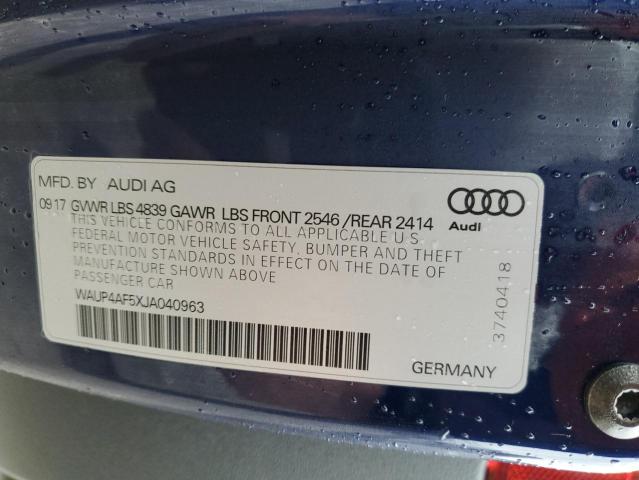 MFD. BY AUDI AG
09 17 GVWR LBS 4839 GAWR LBS FRONT 2546 / REAR 2414
THIS VEHICLE CONFORMS TO ALL APPLICABLE U S
FEDERAL MOTOR VEHICLE SAFETY, BUMPER AND THEFT
PREVENTION STANDARDS IN EFFECT ON THE DATE OF
MANUFACTURE SHOWN ABOVE
PASSENGER CAR
WAUP4AF5XJA040963
GERMANY
Audi
3740418